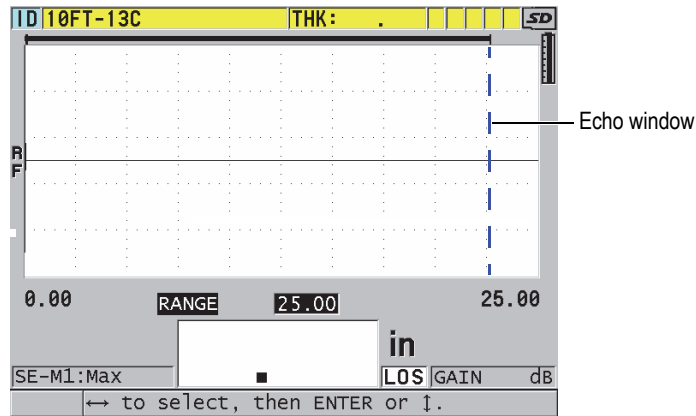 ID 10FT-13C THK: . SD
Echo window
R
F
0.00 RANGE 25.00 25.00
in
SE-M1:Max LOS GAIN dB
↔ to select, then ENTER or ↕.